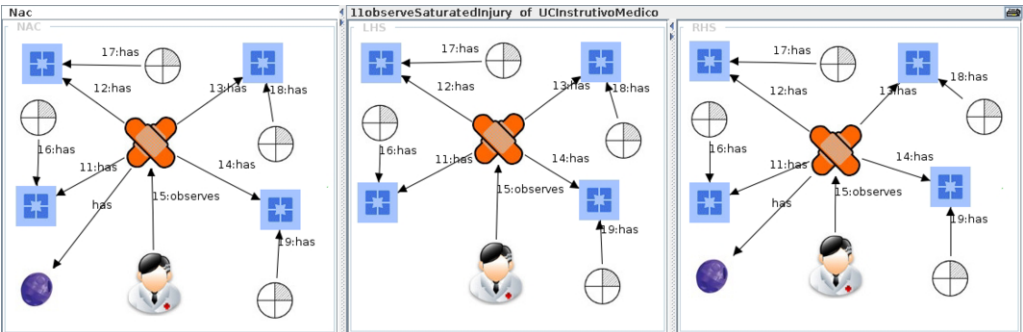 Nac
11observeSaturatedInjury of UCInstrutivoMedico
NAC
17:has
12:has
13:has
18:has
16:has
11:has
14:has
has
15:observes
19:has
LHS
17:has
12:has
13:has
18:has
16:has
11:has
14:has
15:observes
19:has
RHS
17:has
12:has
13:has
18:has
16:has
11:has
14:has
has
15:observes
19:has